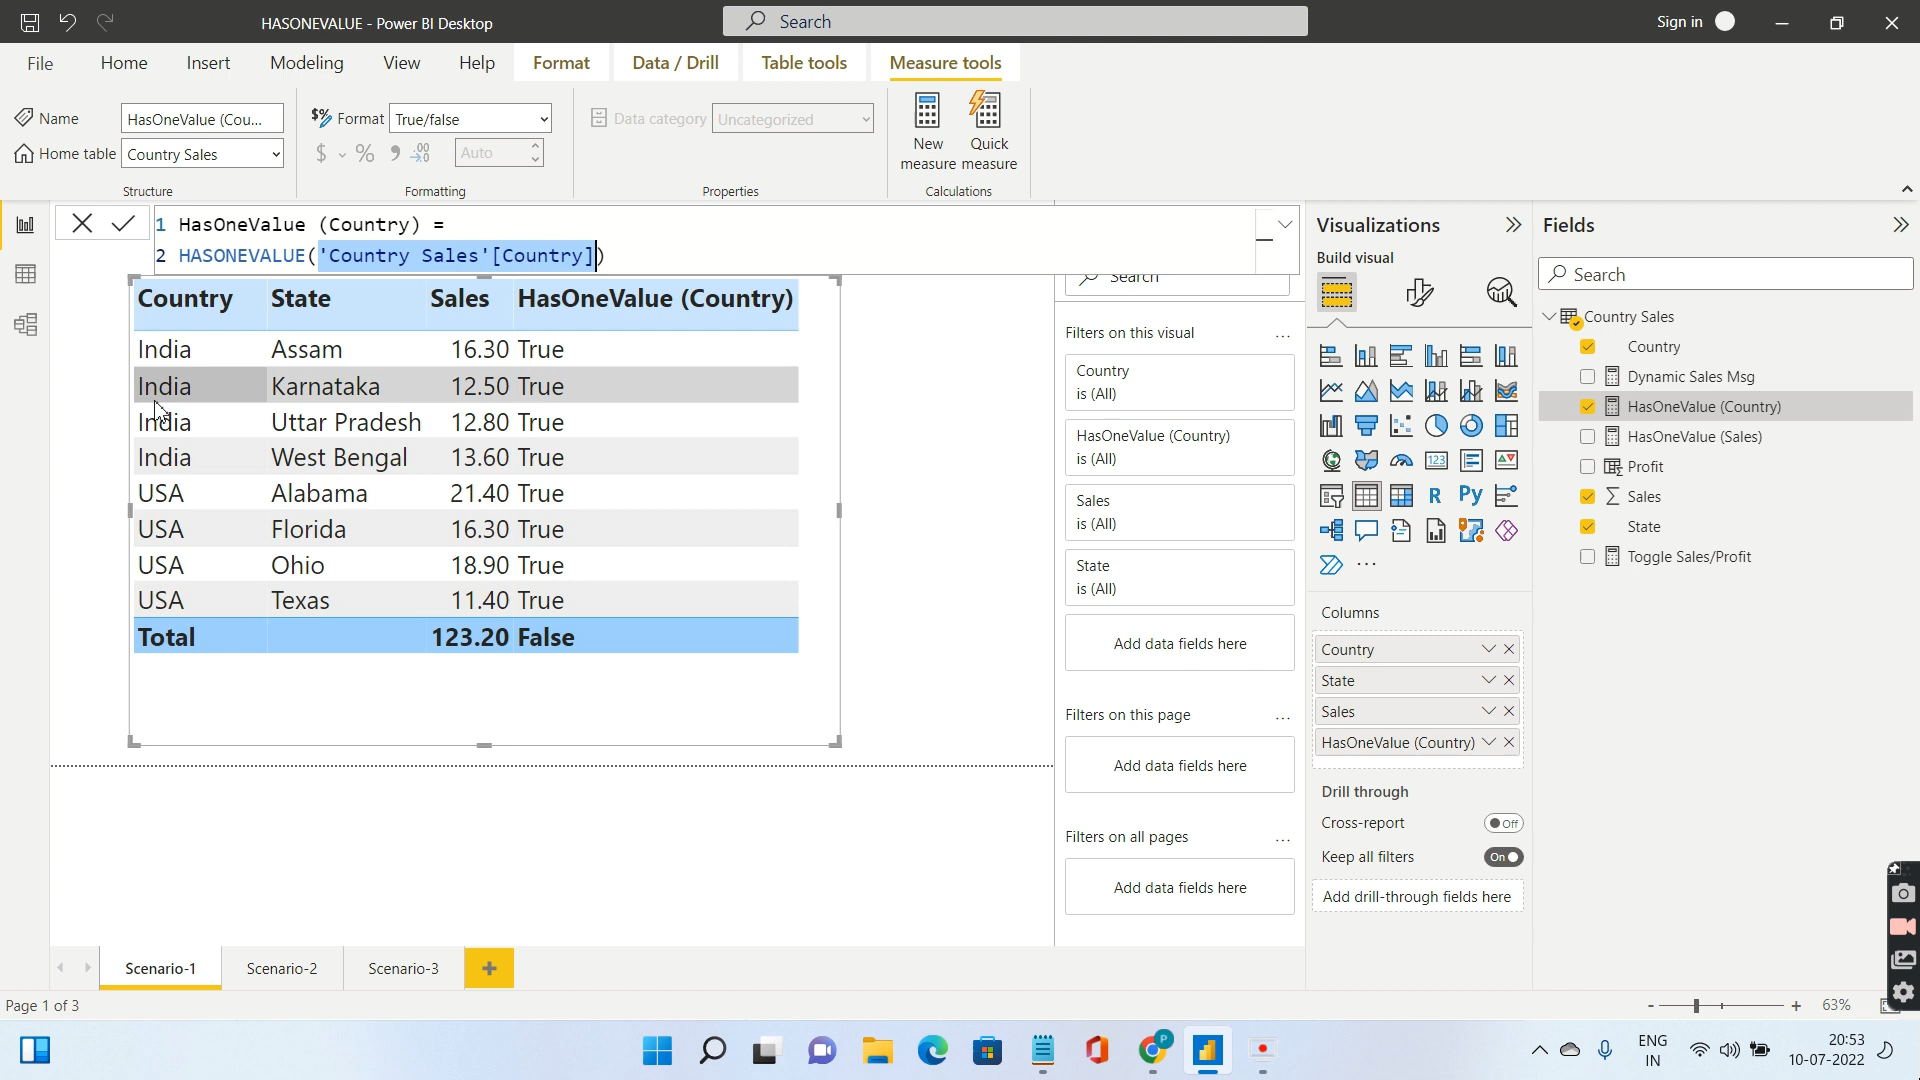 HASONEVALUE - Power BI Desktop
Search
Sign in
File Home Insert Modeling View Help Format Data / Drill Table tools Measure tools
Name HasOneValue (Cou...
Home table Country Sales
Structure
Format True/false
$ % 9 .00 Auto
Formatting
Data category Uncategorized
Properties
New measure
Quick measure
Calculations
1 HasOneValue (Country) =
2 HASONEVALUE('Country Sales'[Country])
Country State Sales HasOneValue (Country)
India Assam 16.30 True
India Karnataka 12.50 True
India Uttar Pradesh 12.80 True
India West Bengal 13.60 True
USA Alabama 21.40 True
USA Florida 16.30 True
USA Ohio 18.90 True
USA Texas 11.40 True
Total 123.20 False
Search
Filters on this visual ...
Country
is (All)
HasOneValue (Country)
is (All)
Sales
is (All)
State
is (All)
Add data fields here
Filters on this page ...
Add data fields here
Filters on all pages ...
Add data fields here
Visualizations
Build visual
123
R Py
...
Columns
Country
State
Sales
HasOneValue (Country)
Drill through
Cross-report Off
Keep all filters On
Add drill-through fields here
Fields
Search
Country Sales
Country
Dynamic Sales Msg
HasOneValue (Country)
HasOneValue (Sales)
Profit
Σ Sales
State
Toggle Sales/Profit
Scenario-1 Scenario-2 Scenario-3 +
Page 1 of 3
- + 63%
P
ENG
IN
20:53
10-07-2022